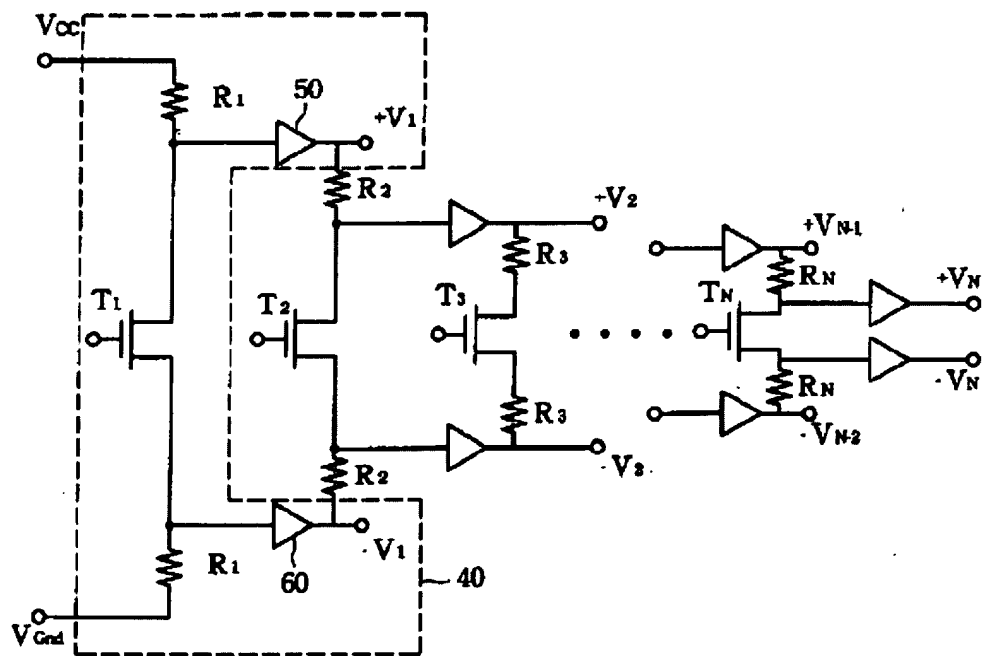 Vcc
R1
50
+V1
R2
+V2
R3
+VN-1
RN
+VN
T1
T2
T3
TN
-VN
RN
-VN-2
R3
-V2
R2
-V1
60
R1
40
VGnd